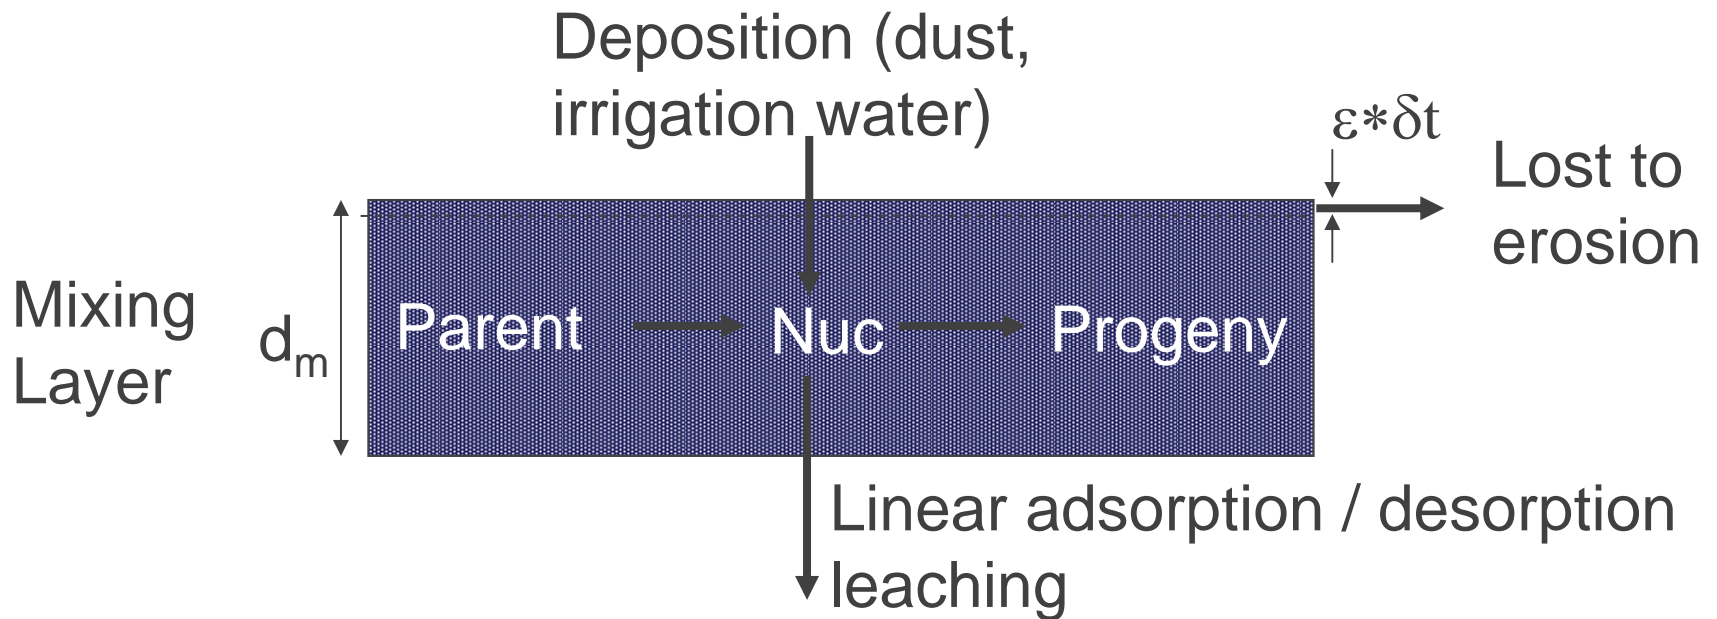 Deposition (dust,
irrigation water)
ε*δt
Lost to
erosion
Mixing
Layer
dₘ
Parent
Nuc
Progeny
Linear adsorption / desorption
leaching